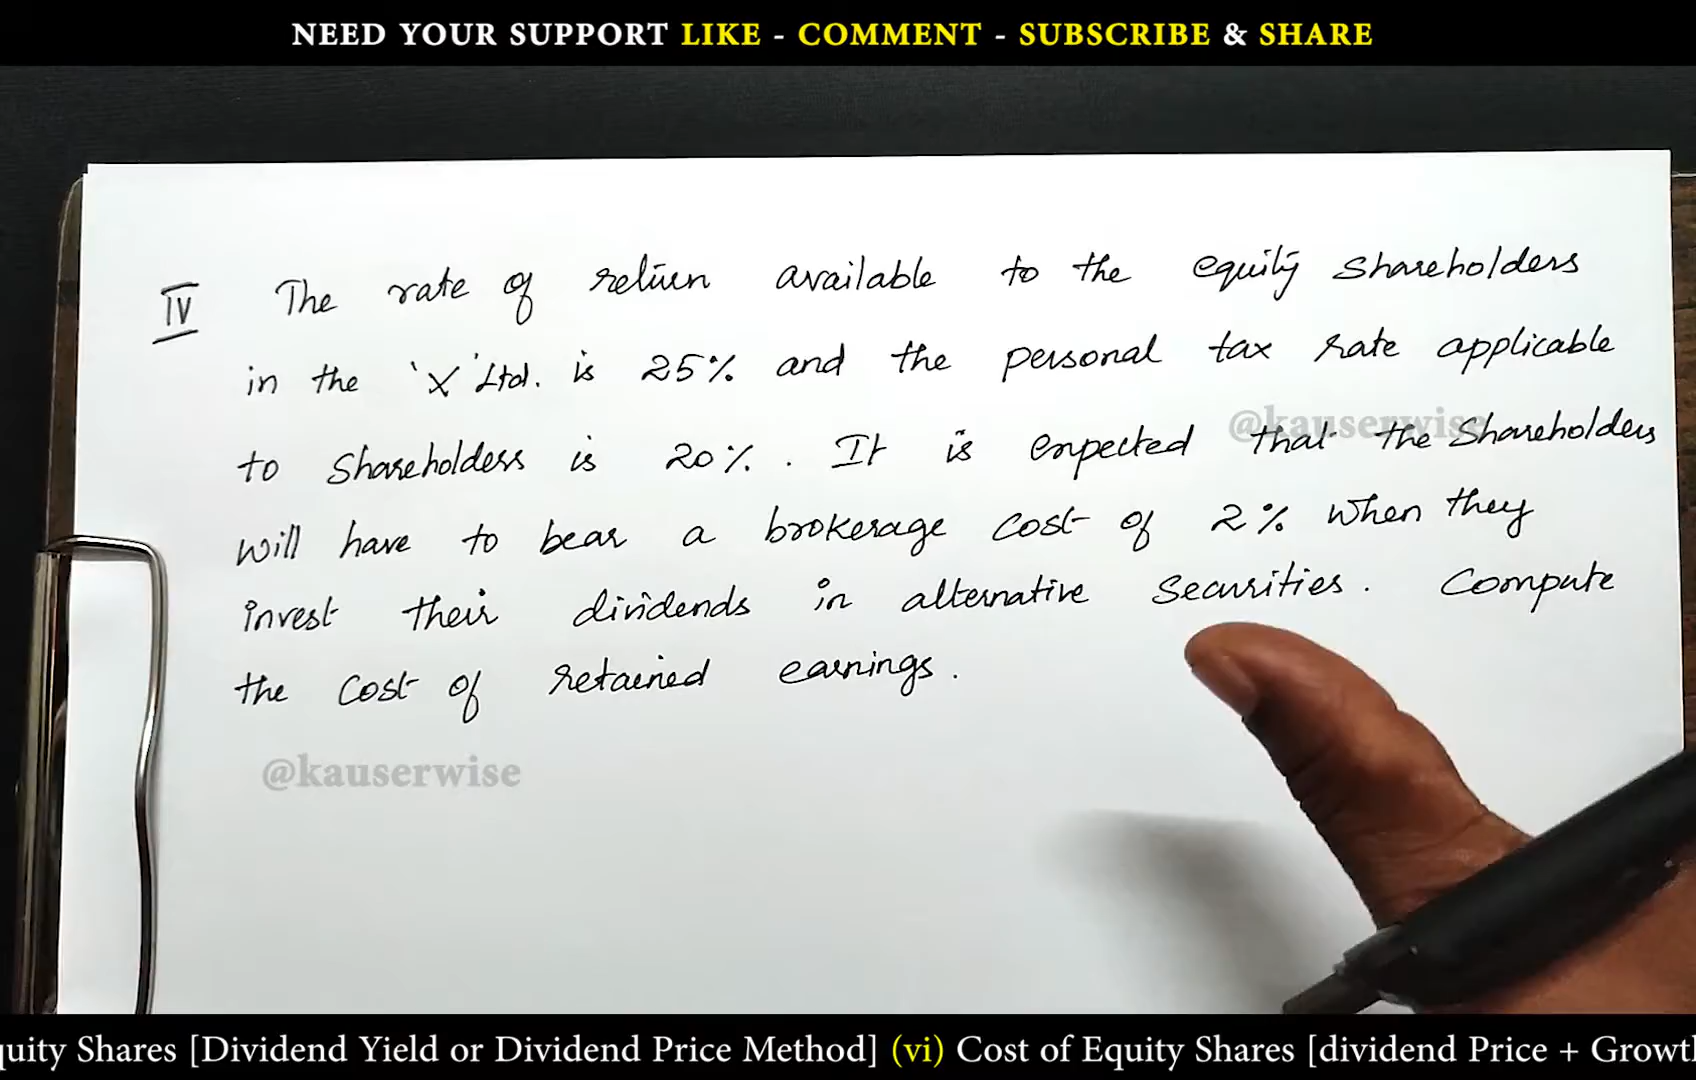 NEED YOUR SUPPORT LIKE - COMMENT - SUBSCRIBE & SHARE
IV The rate of return available to the equity shareholders
in the 'X' Ltd. is 25% and the personal tax rate applicable
@kauserwise
to shareholders is 20%. It is expected that the shareholders
will have to bear a brokerage cost of 2% when they
invest their dividends in alternative securities. Compute
the cost of retained earnings.
@kauserwise
quity Shares [Dividend Yield or Dividend Price Method] (vi) Cost of Equity Shares [dividend Price + Growt